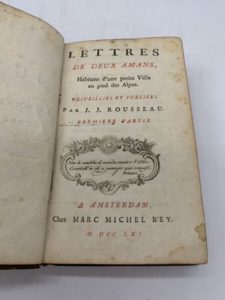 LETTRES
DE DEUX AMANS,
Habitans d'une petite Ville
au pied des Alpes.
RECUEILLIES ET PUBLIÉES
PAR J. J. ROUSSEAU.
PREMIERE PARTIE.
A AMSTERDAM,
Chez MARC MICHEL REY.
M. DCC. LXI.